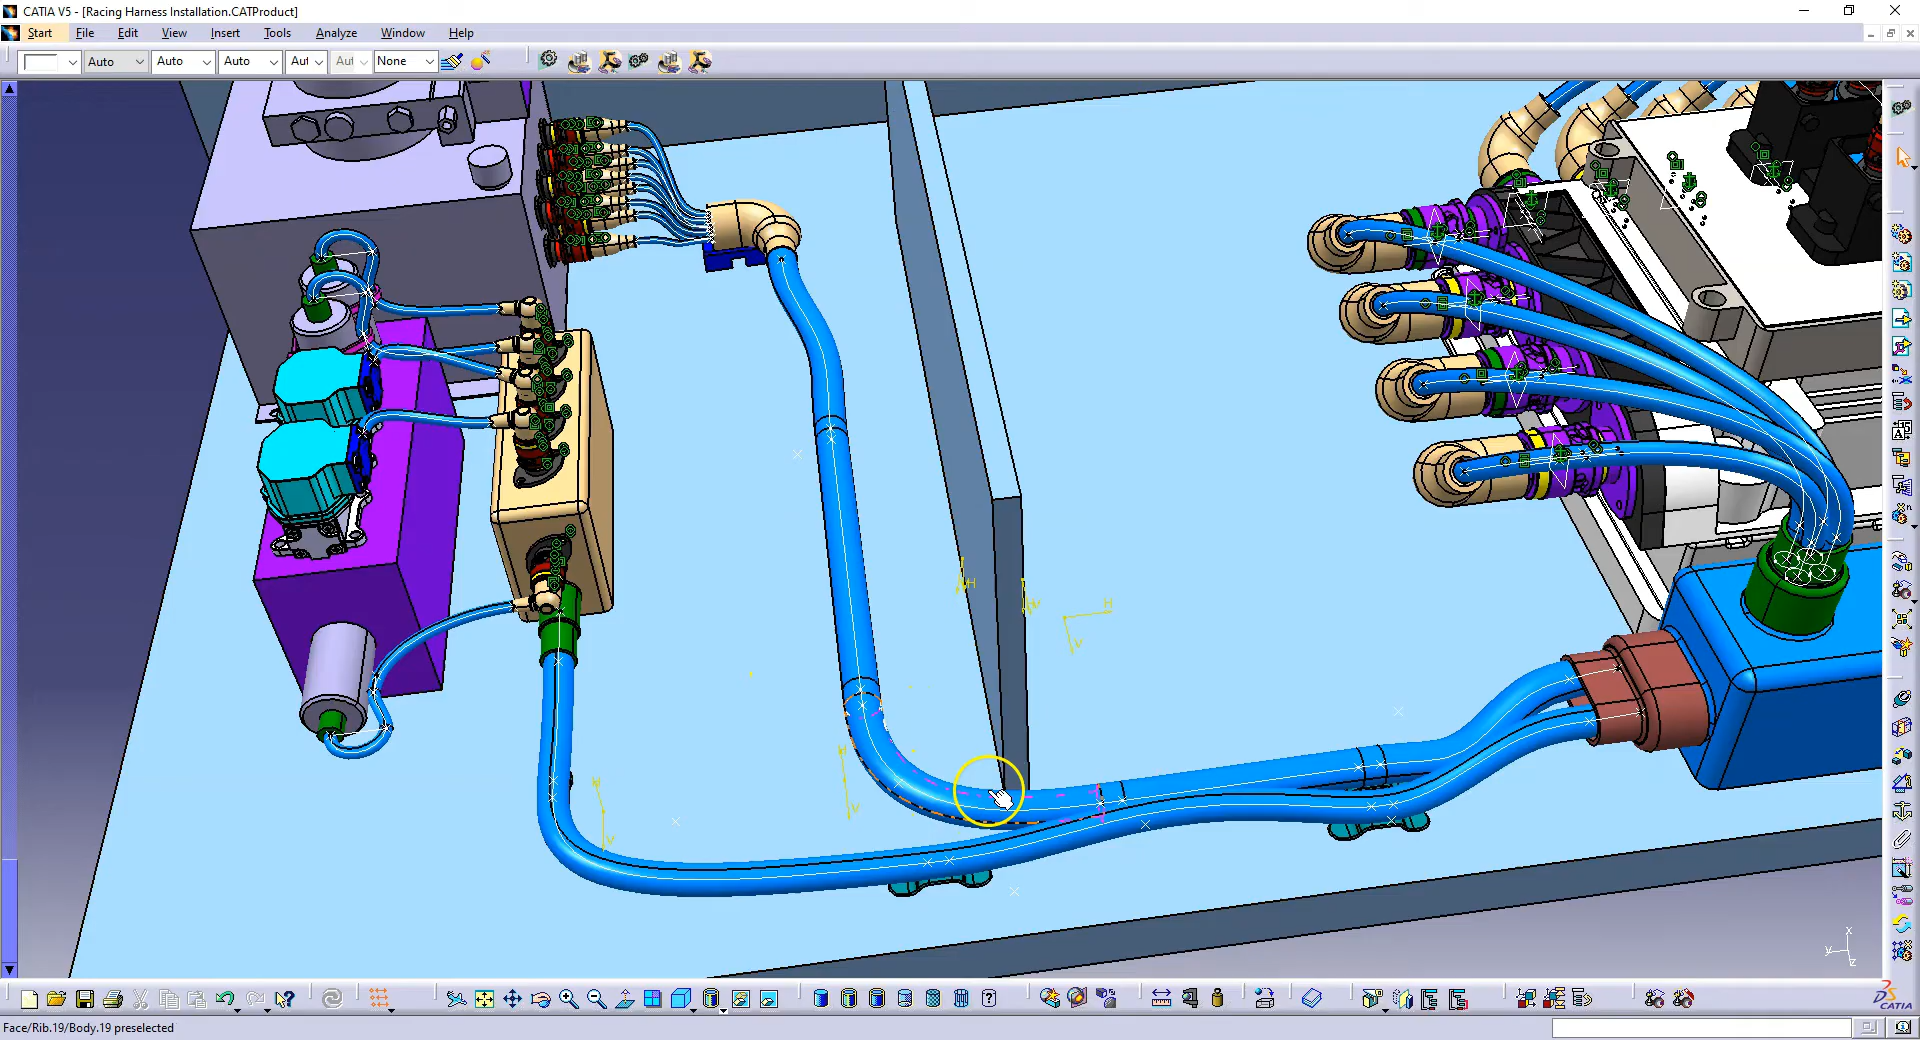 CATIA V5 - [Racing Harness Installation.CATProduct]
Start File Edit View Insert Tools Analyze Window Help
Auto Auto Auto Aut Aut None
H
H
V
H
V
H
V
H
V
x
y
z
CATIA
Face/Rib.19/Body.19 preselected